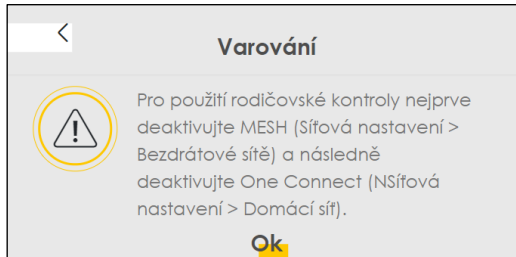 Varování
Pro použití rodičovské kontroly nejprve
deaktivujte MESH (Síťová nastavení >
Bezdrátové sítě) a následně
deaktivujte One Connect (NSíťová
nastavení > Domácí síť).
Ok